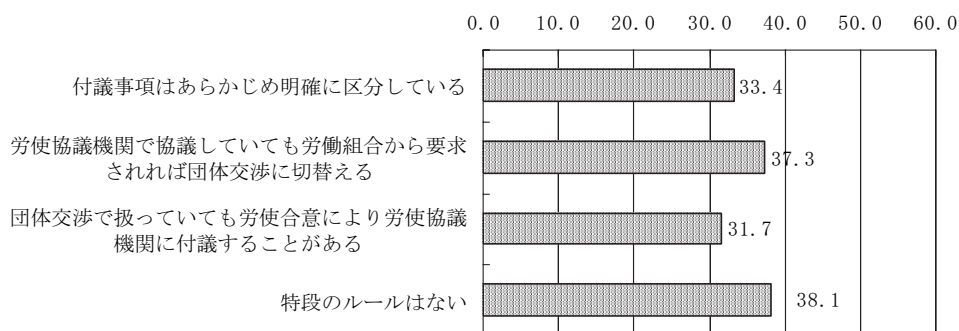 0.0 10.0 20.0 30.0 40.0 50.0 60.0
付議事項はあらかじめ明確に区分している
33.4
労使協議機関で協議していても労働組合から要求
されれば団体交渉に切替える
37.3
団体交渉で扱っていても労使合意により労使協議
機関に付議することがある
31.7
特段のルールはない
38.1